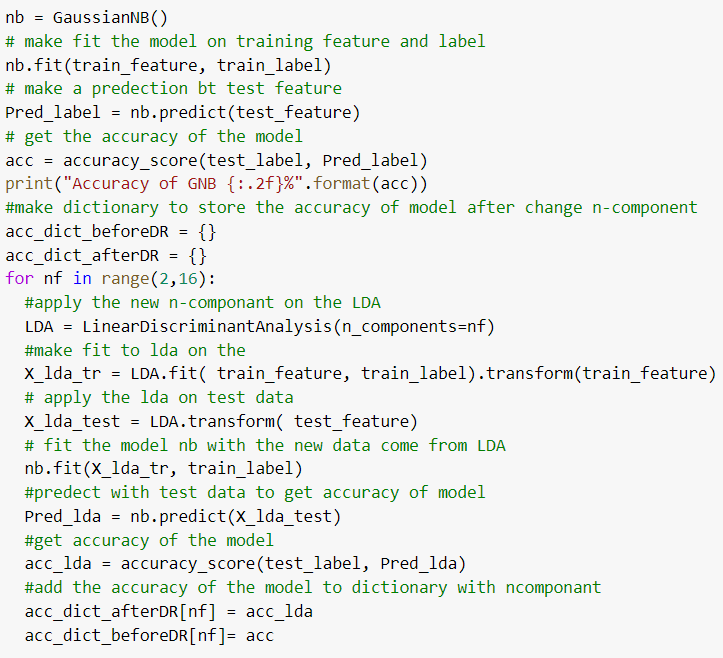 nb = GaussianNB()
# make fit the model on training feature and label
nb.fit(train_feature, train_label)
# make a predection bt test feature
Pred_label = nb.predict(test_feature)
# get the accuracy of the model
acc = accuracy_score(test_label, Pred_label)
print("Accuracy of GNB {:.2f}%".format(acc))
#make dictionary to store the accuracy of model after change n-component
acc_dict_beforeDR = {}
acc_dict_afterDR = {}
for nf in range(2,16):
  #apply the new n-componant on the LDA
  LDA = LinearDiscriminantAnalysis(n_components=nf)
  #make fit to lda on the
  X_lda_tr = LDA.fit( train_feature, train_label).transform(train_feature)
  # apply the lda on test data
  X_lda_test = LDA.transform( test_feature)
  # fit the model nb with the new data come from LDA
  nb.fit(X_lda_tr, train_label)
  #predect with test data to get accuracy of model
  Pred_lda = nb.predict(X_lda_test)
  #get accuracy of the model
  acc_lda = accuracy_score(test_label, Pred_lda)
  #add the accuracy of the model to dictionary with ncomponant
  acc_dict_afterDR[nf] = acc_lda
  acc_dict_beforeDR[nf]= acc